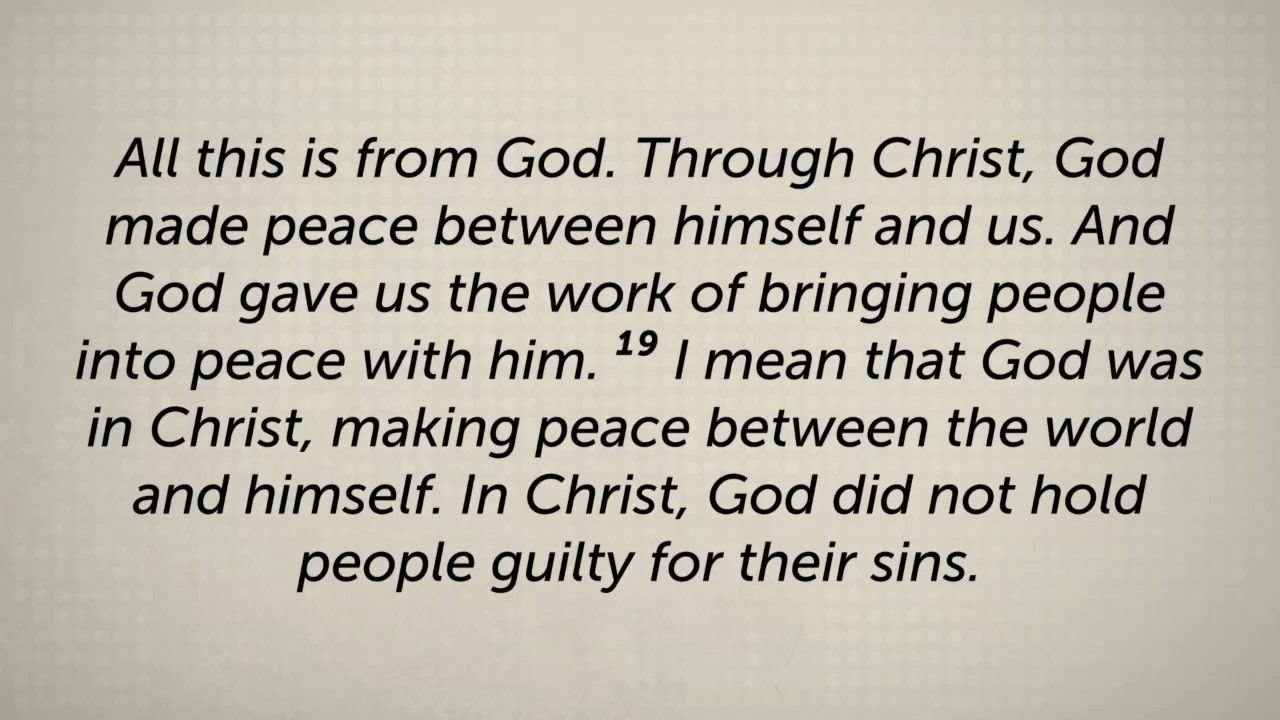 All this is from God. Through Christ, God
made peace between himself and us. And
God gave us the work of bringing people
into peace with him. 19 I mean that God was
in Christ, making peace between the world
and himself. In Christ, God did not hold
people guilty for their sins.